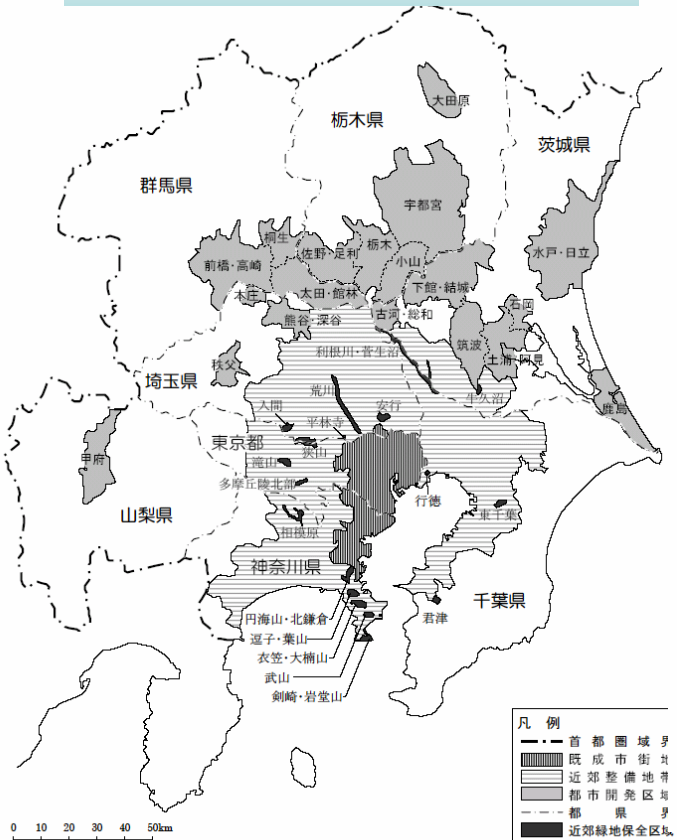 大田原
栃木県
茨城県
群馬県
宇都宮
桐生
佐野・足利
栃木
水戸・日立
前橋・高崎
小山
下館・結城
本庄
太田・館林
石岡
熊谷・深谷
古河・総和
筑波
利根川・菅生沼
土浦・阿見
秩父
埼玉県
荒川
牛久沼
鹿島
入間
安行
平林寺
東京都
狭山
甲府
滝山
多摩丘陵北部
行徳
東千葉
山梨県
相模原
神奈川県
千葉県
君津
円海山・北鎌倉
逗子・葉山
衣笠・大楠山
武山
剣崎・岩堂山
凡 例
首都圏域界
既成市街地
近郊整備地帯
都市開発区域
都県界
近郊緑地保全区域
0 10 20 30 40 50km